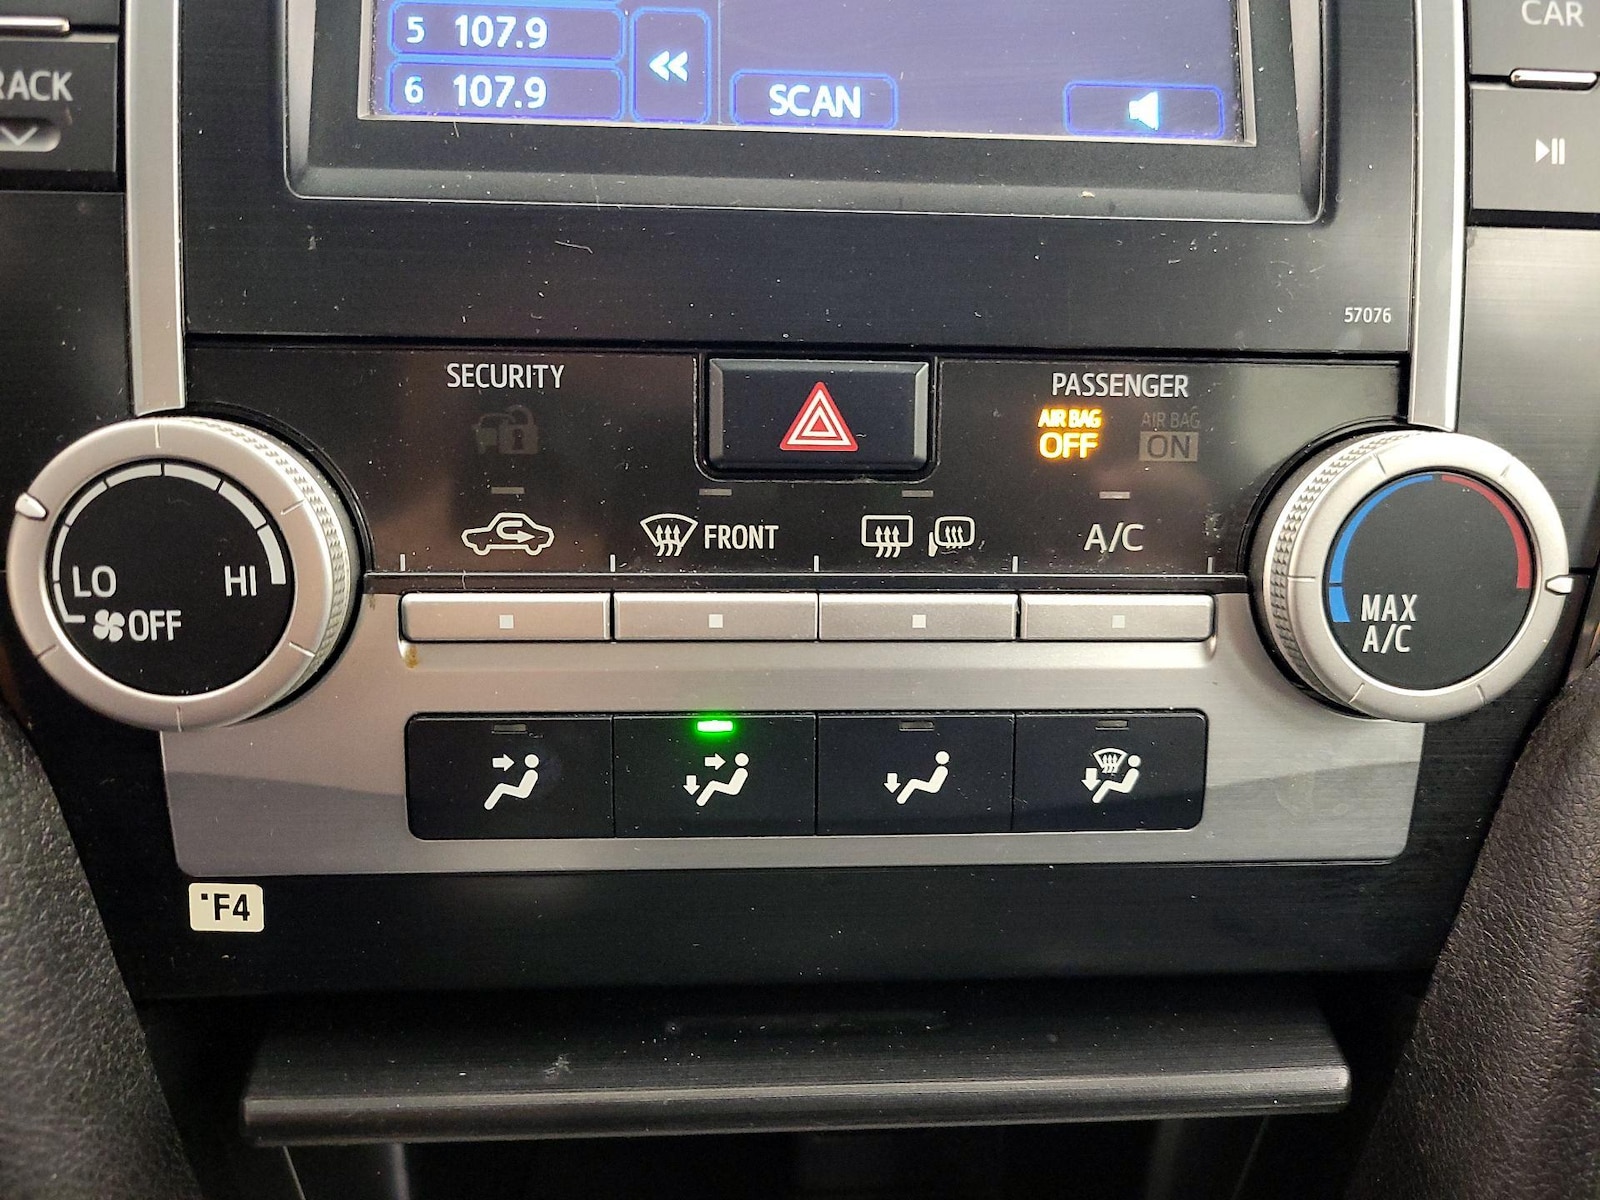 5 107.9
6 107.9
SCAN
CAR
RACK
57076
SECURITY
PASSENGER
AIR BAG
OFF
AIR BAG
ON
FRONT
A/C
LO
HI
OFF
MAX
A/C
F4